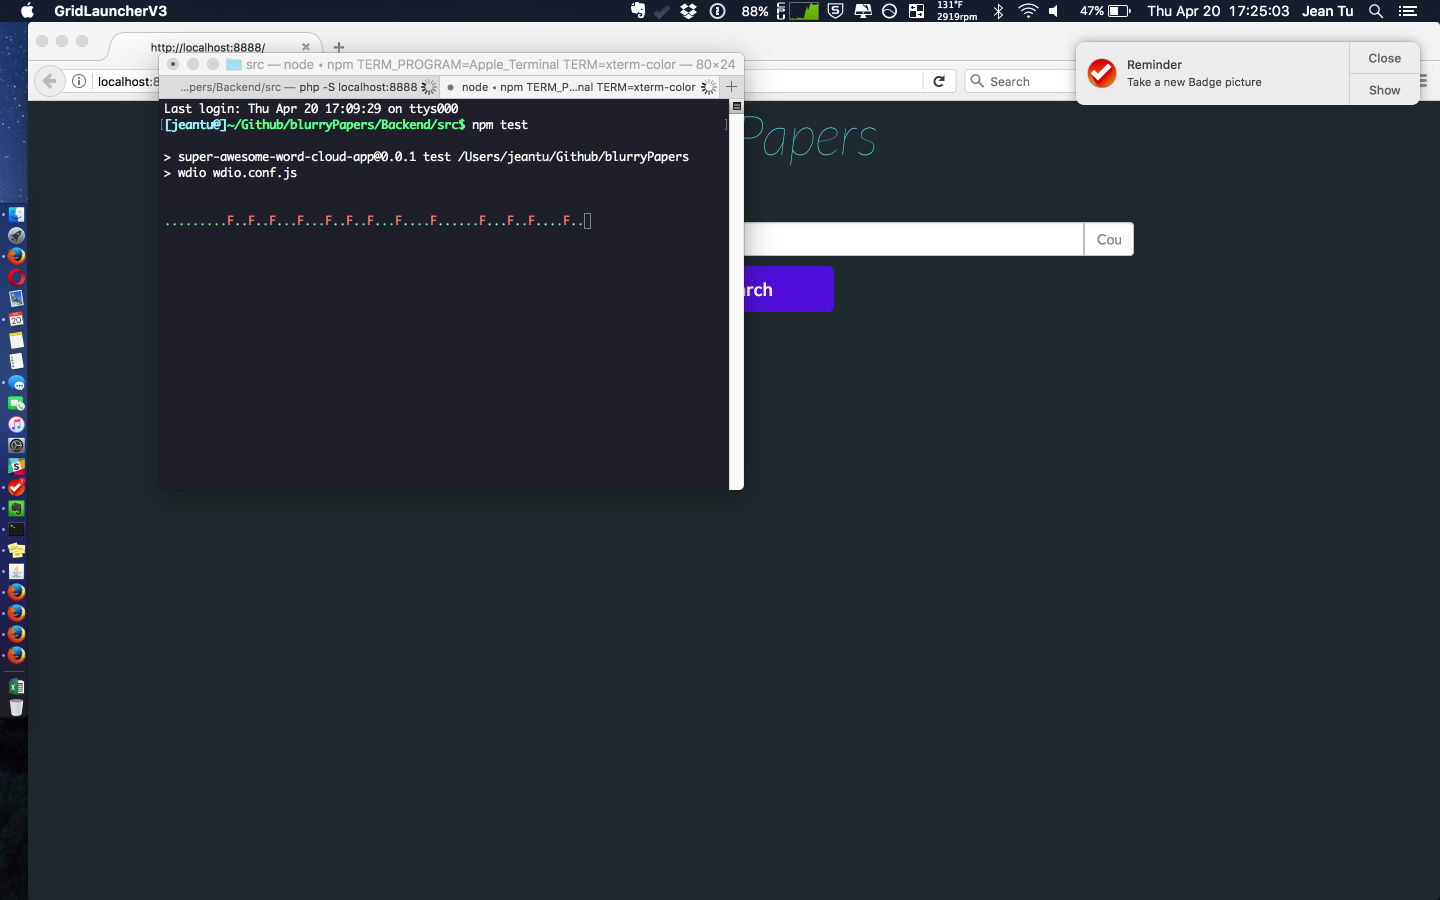 GridLauncherV3
88%
131°F
2919rpm
47%
Thu Apr 20 17:25:03
Jean Tu
http://localhost:8888/
localhost:8
Search
src — node ◂ npm TERM_PROGRAM=Apple_Terminal TERM=xterm-color — 80×24
...pers/Backend/src — php -S localhost:8888
node ◂ npm TERM_P...nal TERM=xterm-color
Last login: Thu Apr 20 17:09:29 on ttys000
[[jeantu@]~/Github/blurryPapers/Backend/src$ npm test ]
> super-awesome-word-cloud-app@0.0.1 test /Users/jeantu/Github/blurryPapers
> wdio wdio.conf.js
.........F..F..F...F...F..F..F...F....F......F...F..F....F..
Reminder
Take a new Badge picture
Close
Show
Papers
Cou
rch
20